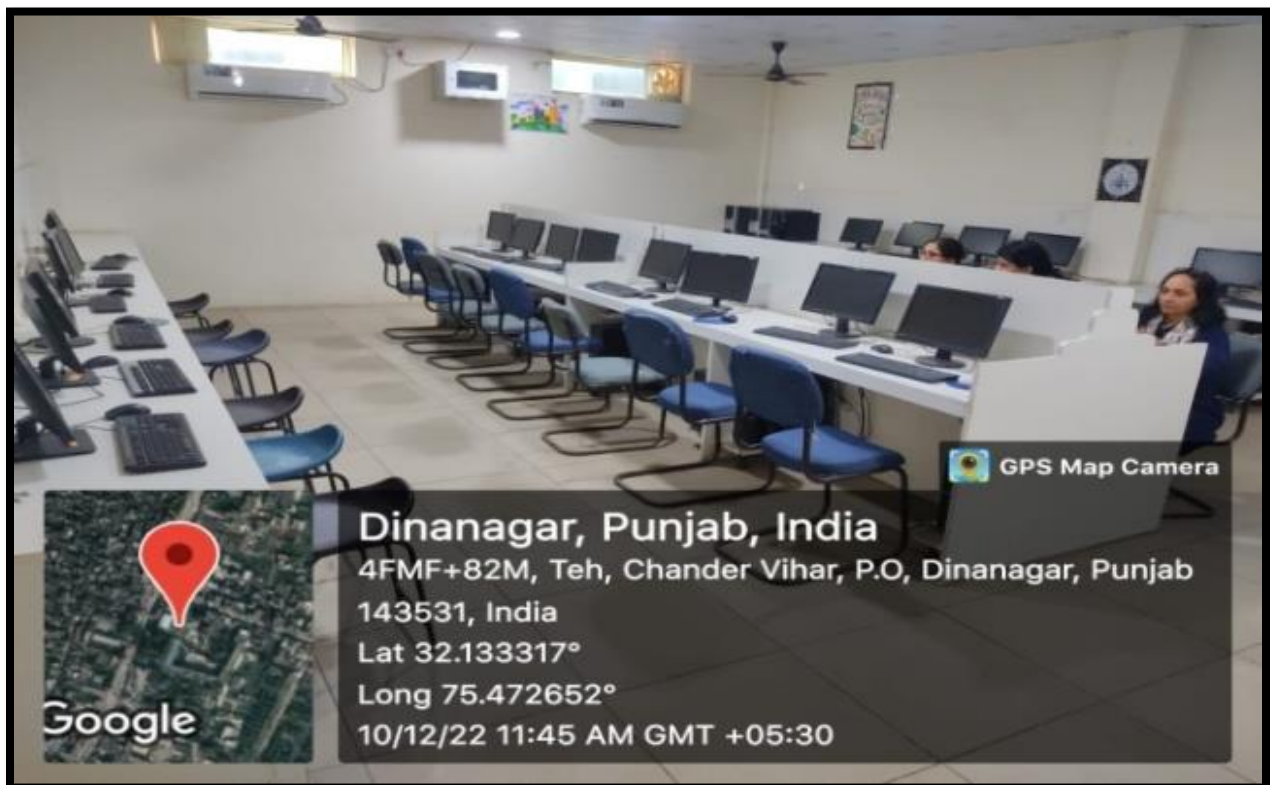 GPS Map Camera
Dinanagar, Punjab, India
4FMF+82M, Teh, Chander Vihar, P.O, Dinanagar, Punjab
143531, India
Lat 32.133317°
Long 75.472652°
10/12/22 11:45 AM GMT +05:30
Google